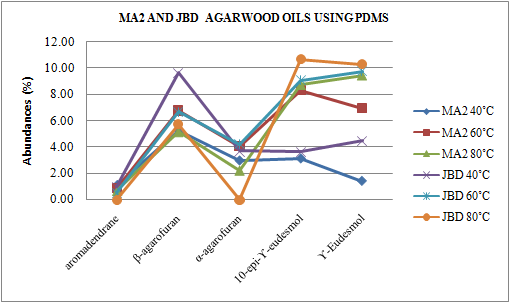 MA2 AND JBD AGARWOOD OILS USING PDMS
Abundances (%)
12.00
10.00
8.00
6.00
4.00
2.00
0.00
aromadendrane
β-agarofuran
α-agarofuran
10-epi-ϒ-eudesmol
ϒ-Eudesmol
MA2 40°C
MA2 60°C
MA2 80°C
JBD 40°C
JBD 60°C
JBD 80°C